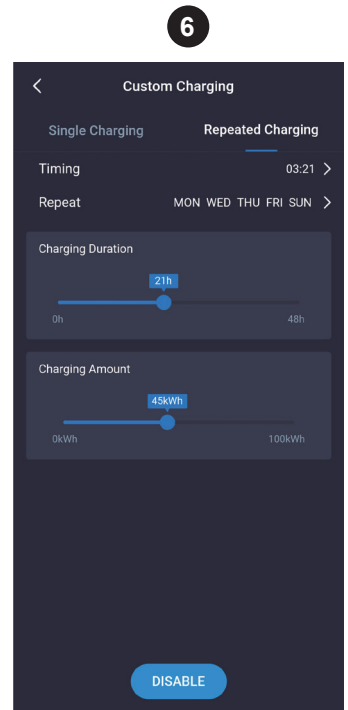 6
Custom Charging
Single Charging Repeated Charging
Timing 03:21
Repeat MON WED THU FRI SUN
Charging Duration
21h
0h 48h
Charging Amount
45kWh
0kWh 100kWh
DISABLE